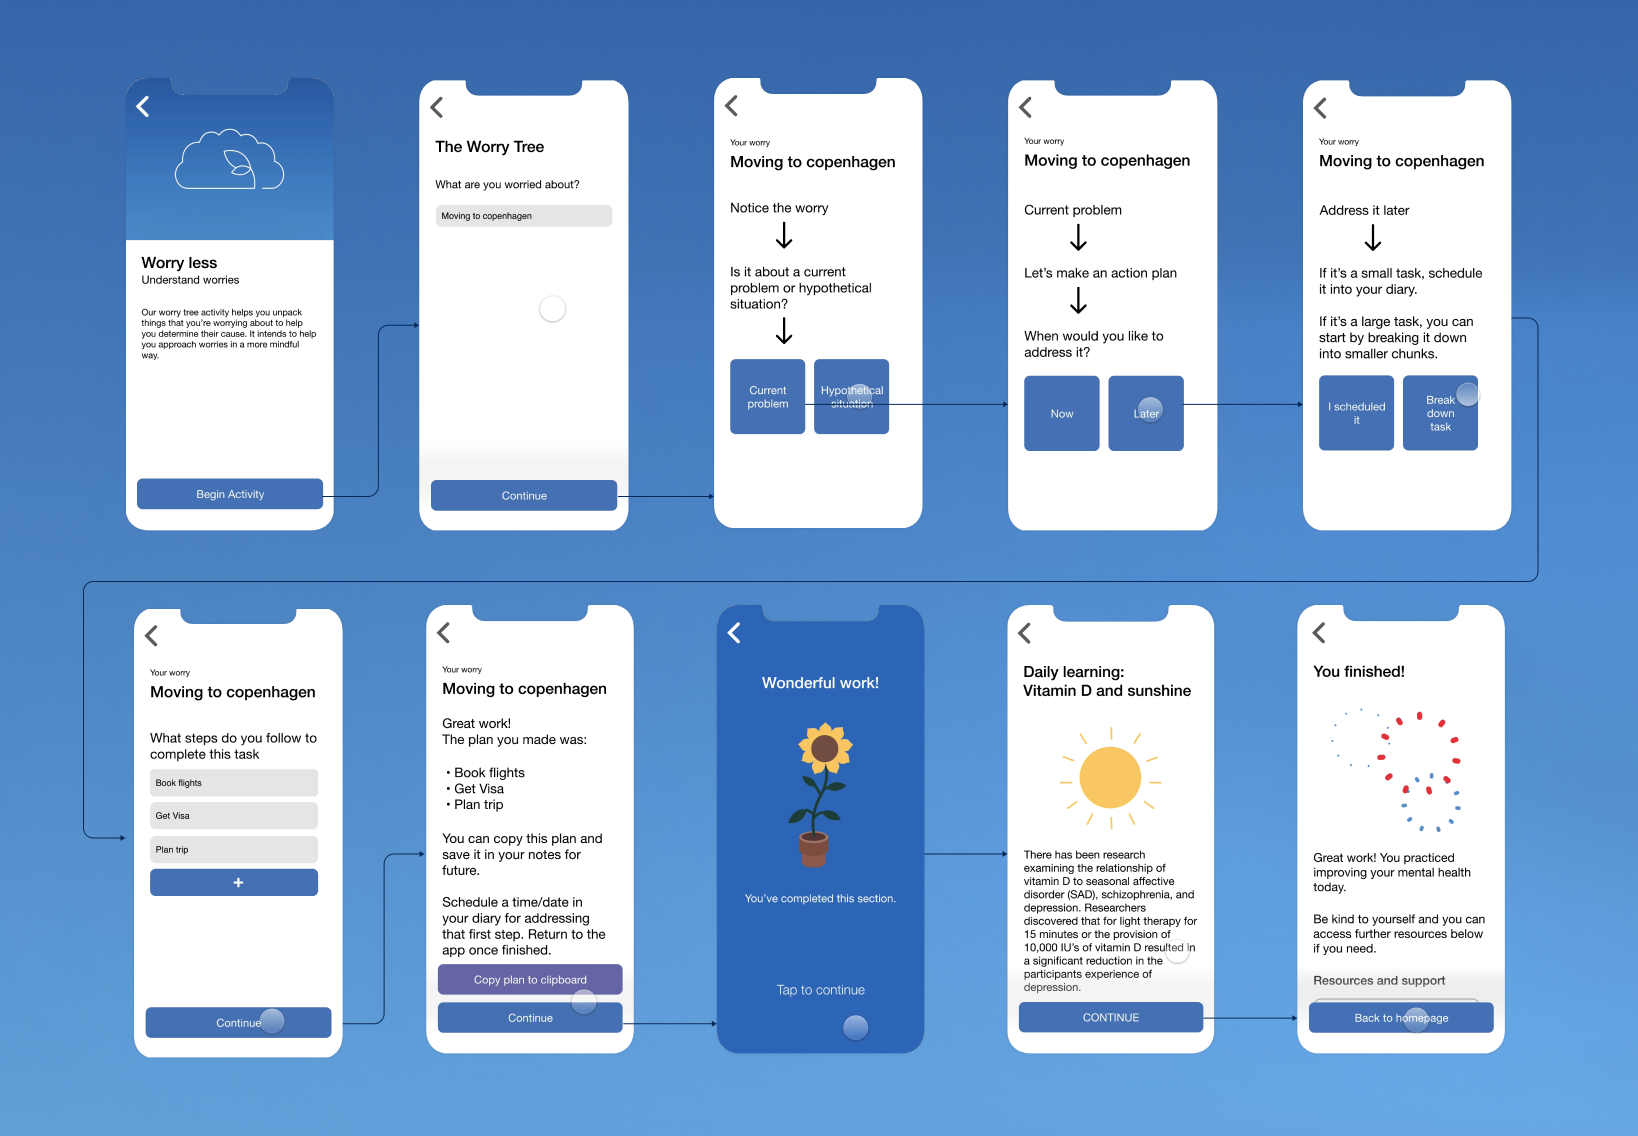 Worry less
Understand worries
Our worry tree activity helps you unpack
things that you're worrying about to help
you determine their cause. It intends to help
you approach worries in a more mindful
way.
Begin Activity
The Worry Tree
What are you worried about?
Moving to copenhagen
Continue
Your worry
Moving to copenhagen
Notice the worry
Is it about a current
problem or hypothetical
situation?
Current
problem
Hypothetical
situation
Your worry
Moving to copenhagen
Current problem
Let's make an action plan
When would you like to
address it?
Now
Later
Your worry
Moving to copenhagen
Address it later
If it's a small task, schedule
it into your diary.
If it's a large task, you can
start by breaking it down
into smaller chunks.
I scheduled
it
Break
down
task
Your worry
Moving to copenhagen
What steps do you follow to
complete this task
Book flights
Get Visa
Plan trip
+
Continue
Your worry
Moving to copenhagen
Great work!
The plan you made was:
• Book flights
• Get Visa
• Plan trip
You can copy this plan and
save it in your notes for
future.
Schedule a time/date in
your diary for addressing
that first step. Return to the
app once finished.
Copy plan to clipboard
Continue
Wonderful work!
You've completed this section.
Tap to continue
Daily learning:
Vitamin D and sunshine
There has been research
examining the relationship of
vitamin D to seasonal affective
disorder (SAD), schizophrenia, and
depression. Researchers
discovered that for light therapy for
15 minutes or the provision of
10,000 IU's of vitamin D resulted in
a significant reduction in the
participants experience of
depression.
CONTINUE
You finished!
Great work! You practiced
improving your mental health
today.
Be kind to yourself and you can
access further resources below
if you need.
Resources and support
Back to homepage